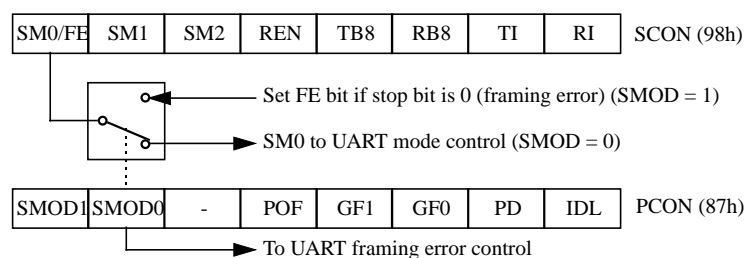 SM0/FE SM1 SM2 REN TB8 RB8 TI RI SCON (98h)
Set FE bit if stop bit is 0 (framing error) (SMOD = 1)
SM0 to UART mode control (SMOD = 0)
SMOD1 SMOD0 - POF GF1 GF0 PD IDL PCON (87h)
To UART framing error control